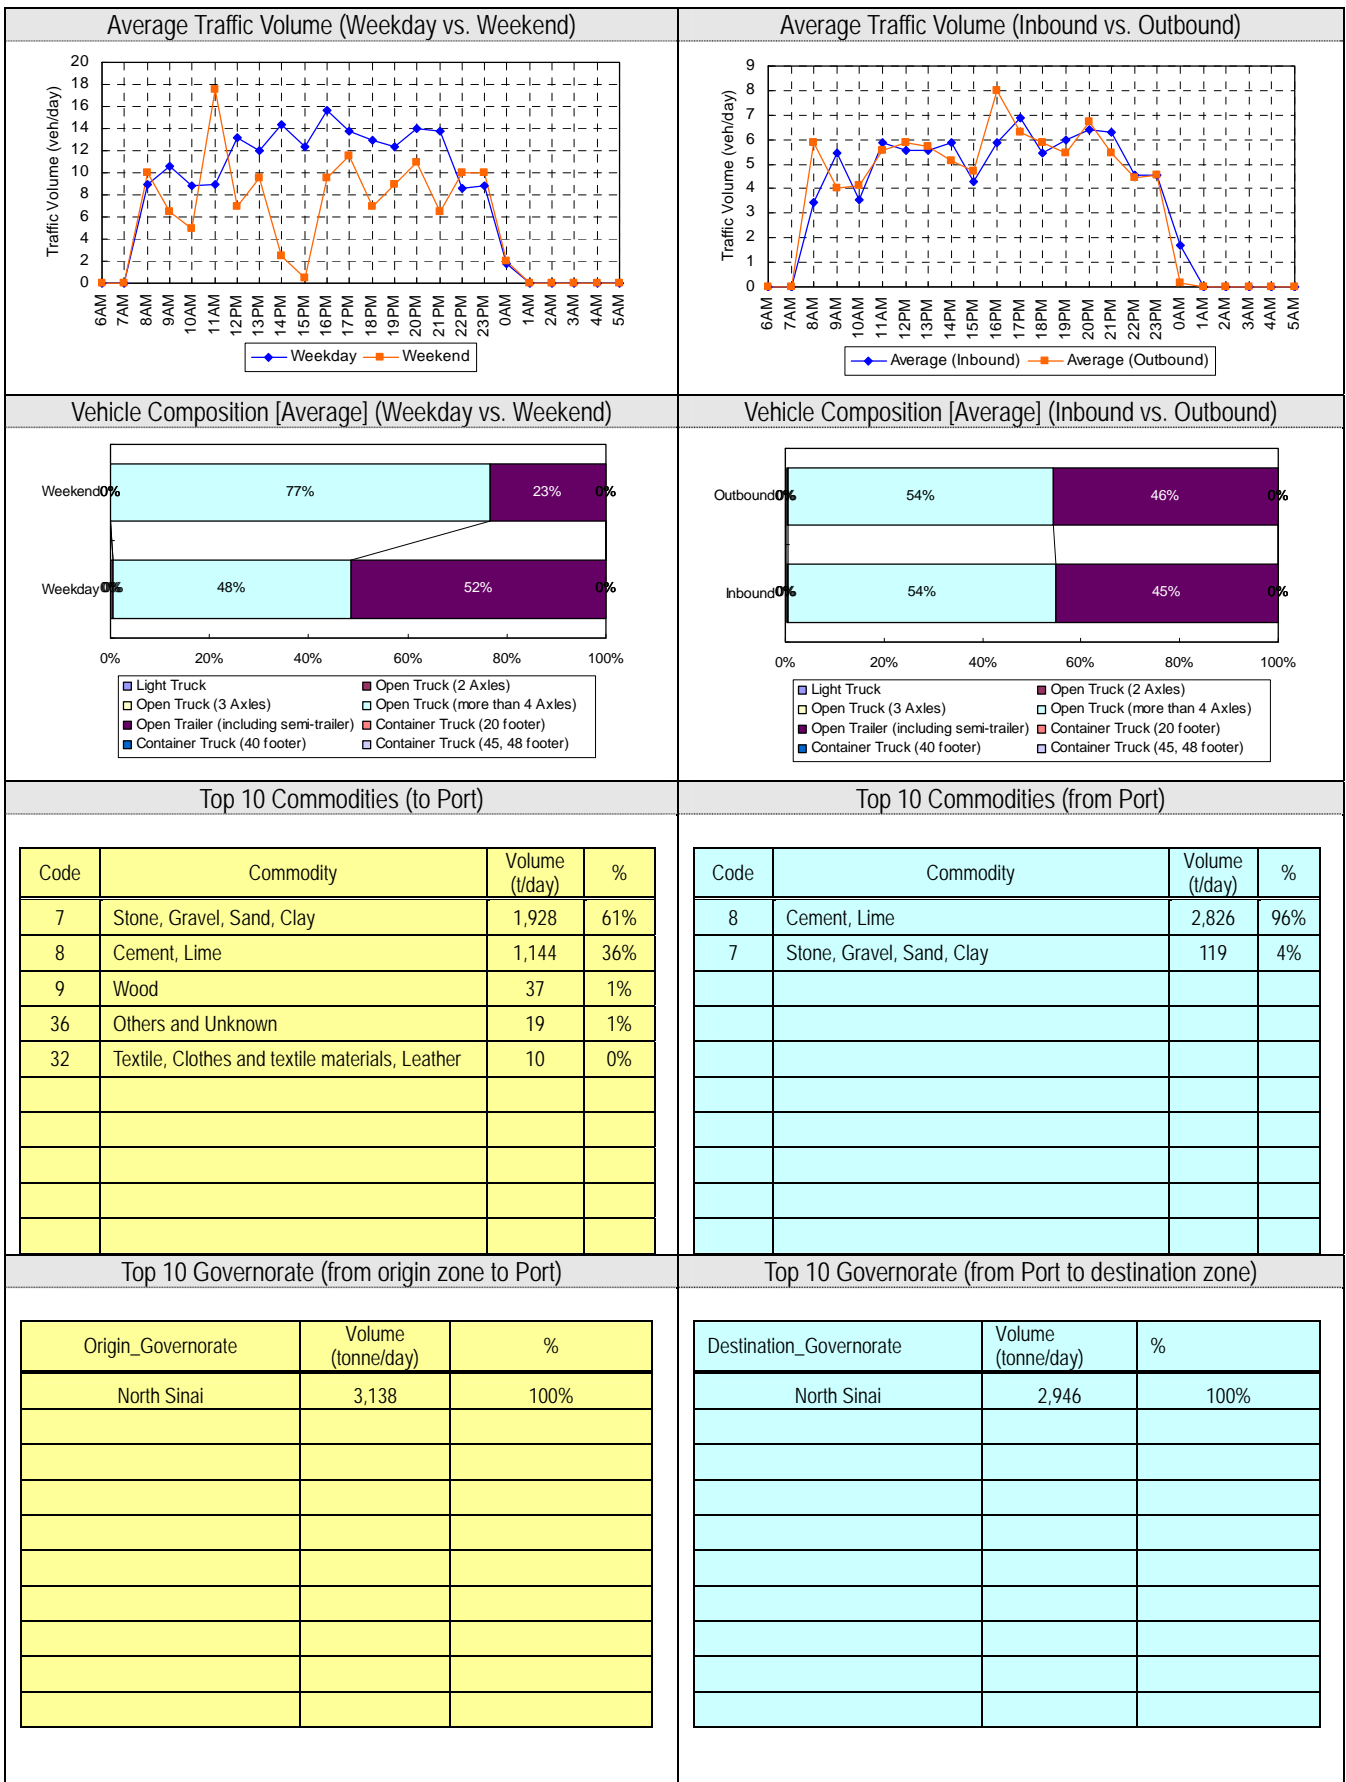 Average Traffic Volume (Weekday vs. Weekend)
Traffic Volume (veh/day)
20
18
16
14
12
10
8
6
4
2
0
6AM 7AM 8AM 9AM 10AM 11AM 12PM 13PM 14PM 15PM 16PM 17PM 18PM 19PM 20PM 21PM 22PM 23PM 0AM 1AM 2AM 3AM 4AM 5AM
Weekday Weekend
Average Traffic Volume (Inbound vs. Outbound)
Traffic Volume (veh/day)
9
8
7
6
5
4
3
2
1
0
6AM 7AM 8AM 9AM 10AM 11AM 12PM 13PM 14PM 15PM 16PM 17PM 18PM 19PM 20PM 21PM 22PM 23PM 0AM 1AM 2AM 3AM 4AM 5AM
Average (Inbound) Average (Outbound)
Vehicle Composition [Average] (Weekday vs. Weekend)
Weekend 0% 77% 23% 0%
Weekday 0% 48% 52% 0%
0% 20% 40% 60% 80% 100%
Light Truck Open Truck (2 Axles)
Open Truck (3 Axles) Open Truck (more than 4 Axles)
Open Trailer (including semi-trailer) Container Truck (20 footer)
Container Truck (40 footer) Container Truck (45, 48 footer)
Vehicle Composition [Average] (Inbound vs. Outbound)
Outbound 0% 54% 46% 0%
Inbound 0% 54% 45% 0%
0% 20% 40% 60% 80% 100%
Light Truck Open Truck (2 Axles)
Open Truck (3 Axles) Open Truck (more than 4 Axles)
Open Trailer (including semi-trailer) Container Truck (20 footer)
Container Truck (40 footer) Container Truck (45, 48 footer)
Top 10 Commodities (to Port)
Code Commodity Volume (t/day) %
7 Stone, Gravel, Sand, Clay 1,928 61%
8 Cement, Lime 1,144 36%
9 Wood 37 1%
36 Others and Unknown 19 1%
32 Textile, Clothes and textile materials, Leather 10 0%
Top 10 Commodities (from Port)
Code Commodity Volume (t/day) %
8 Cement, Lime 2,826 96%
7 Stone, Gravel, Sand, Clay 119 4%
Top 10 Governorate (from origin zone to Port)
Origin_Governorate Volume (tonne/day) %
North Sinai 3,138 100%
Top 10 Governorate (from Port to destination zone)
Destination_Governorate Volume (tonne/day) %
North Sinai 2,946 100%